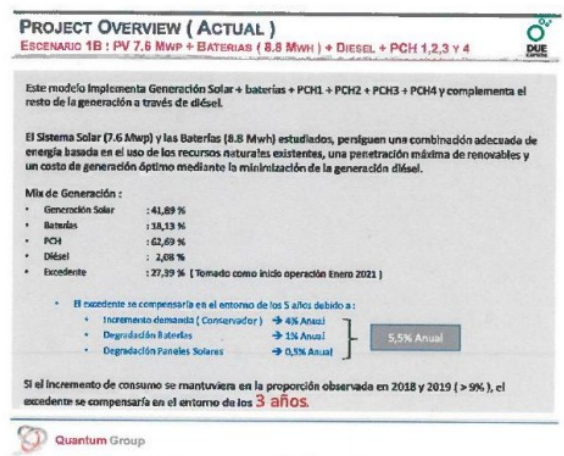 PROJECT OVERVIEW ( ACTUAL )
ESCENARIO 1B : PV 7.6 MWP + BATERIAS ( 8.8 MWH ) + DIESEL + PCH 1,2,3 Y 4
DUE
Este modelo implementa Generación Solar + baterías + PCH1 + PCH2 + PCH3 + PCH4 y complementa el
resto de la generación a través de diésel.
El Sistema Solar (7.6 Mwp) y las Baterías (8.8 Mwh) estudiados, persiguen una combinación adecuada de
energía basada en el uso de los recursos naturales existentes, una penetración máxima de renovables y
un costo de generación óptimo mediante la minimización de la generación diésel.
Mix de Generación :
• Generación Solar : 41,89 %
• Baterías : 18,13 %
• PCH : 62,69 %
• Diésel : 2,08 %
• Excedente : 27,39 % ( Tomado como inicio operación Enero 2021 )
• El excedente se compensaría en el entorno de los 5 años debido a :
• Incremento demanda ( Conservador ) → 4% Anual
• Degradación Baterías → 1% Anual
• Degradación Paneles Solares → 0,5% Anual
5,5% Anual
Si el incremento de consumo se mantuviera en la proporción observada en 2018 y 2019 ( > 9% ), el
excedente se compensaría en el entorno de los 3 años.
Quantum Group